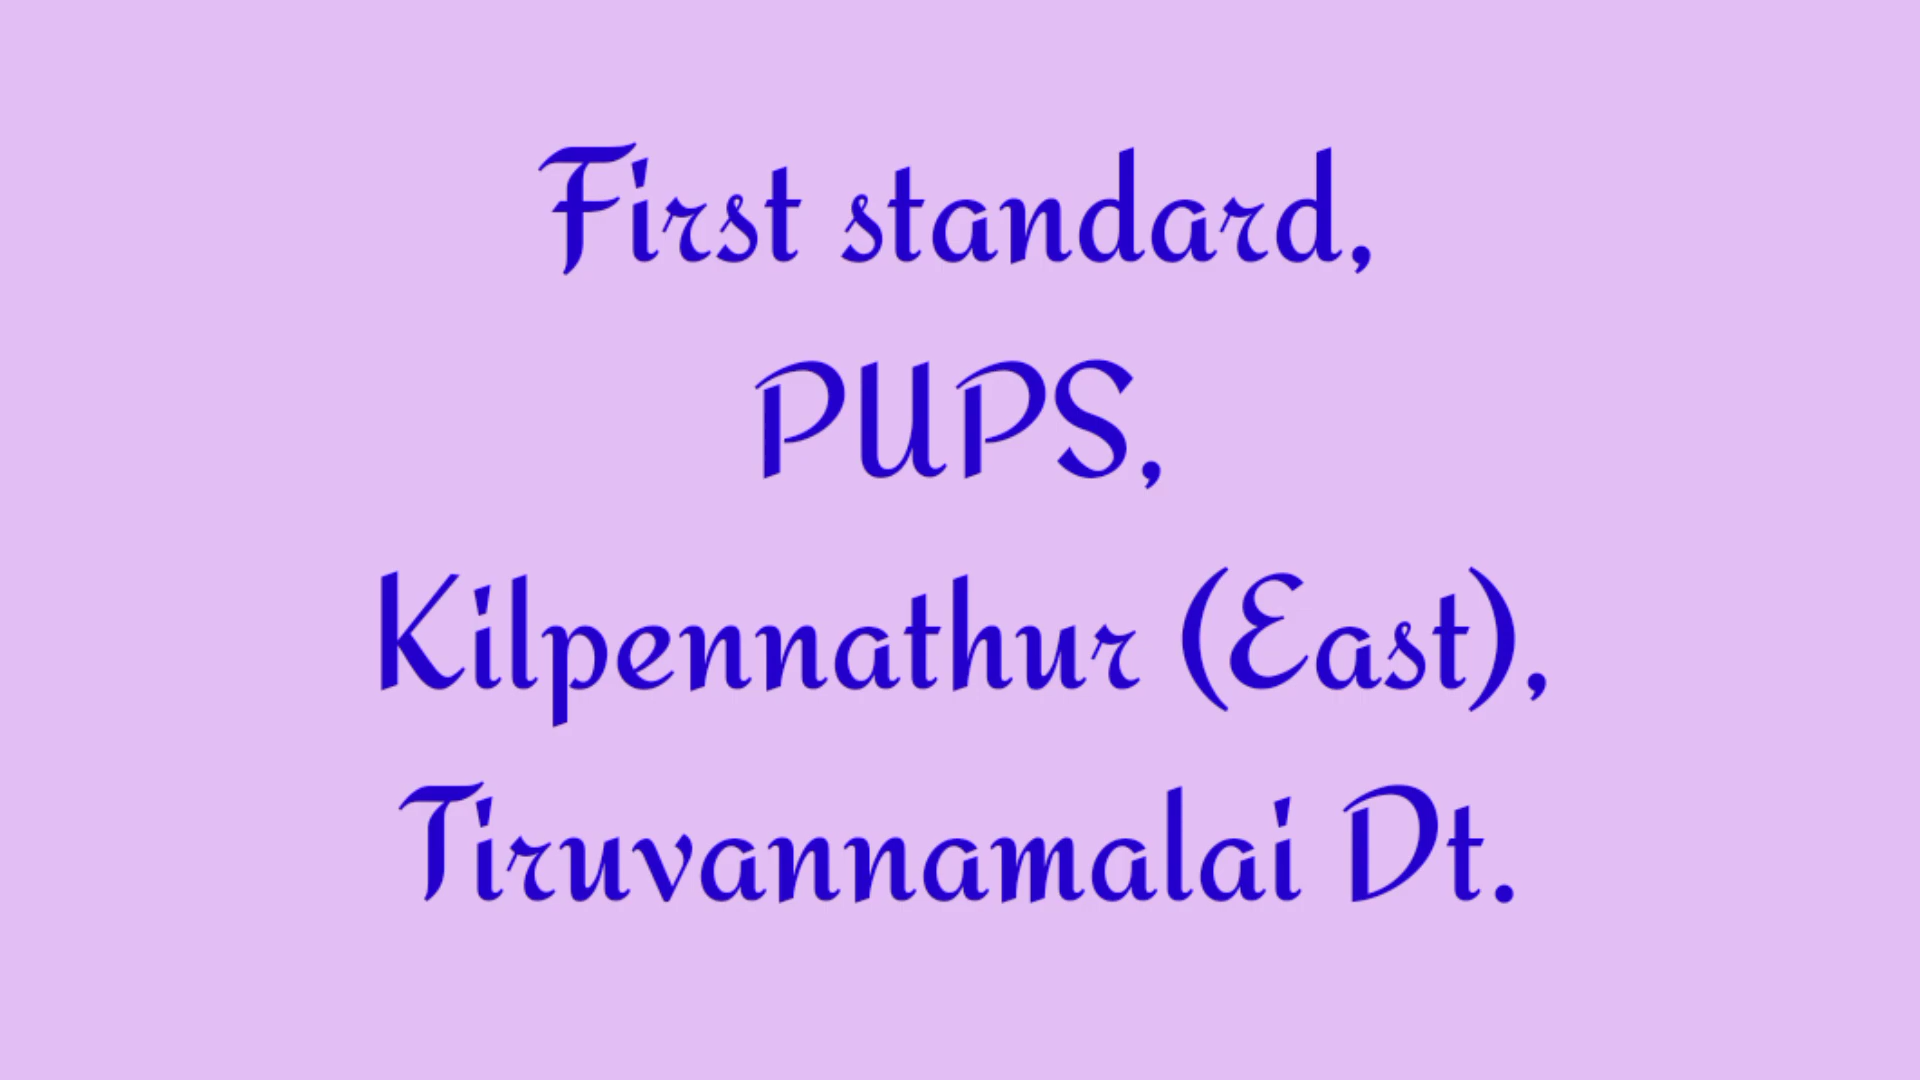 First standard,
PUPS,
Kilpennathur (East),
Tiruvannamalai Dt.